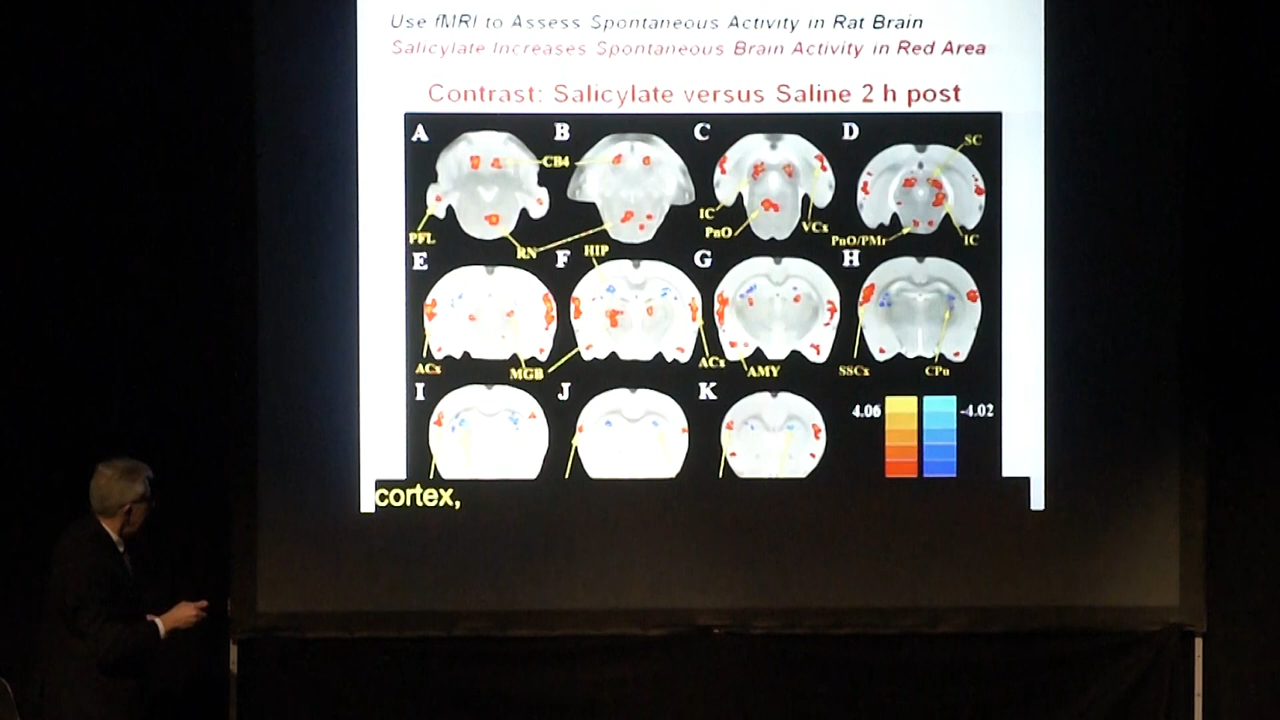 Use fMRI to Assess Spontaneous Activity in Rat Brain
Salicylate Increases Spontaneous Brain Activity in Red Area
Contrast: Salicylate versus Saline 2 h post
A B C D
SC
CB4
IC
VCx
PnO
PnO/PMr
IC
PFL
RN
HIP
E F G H
ACx
MGB
ACx
AMY
SSCx
CPu
I J K
4.06
-4.02
cortex,